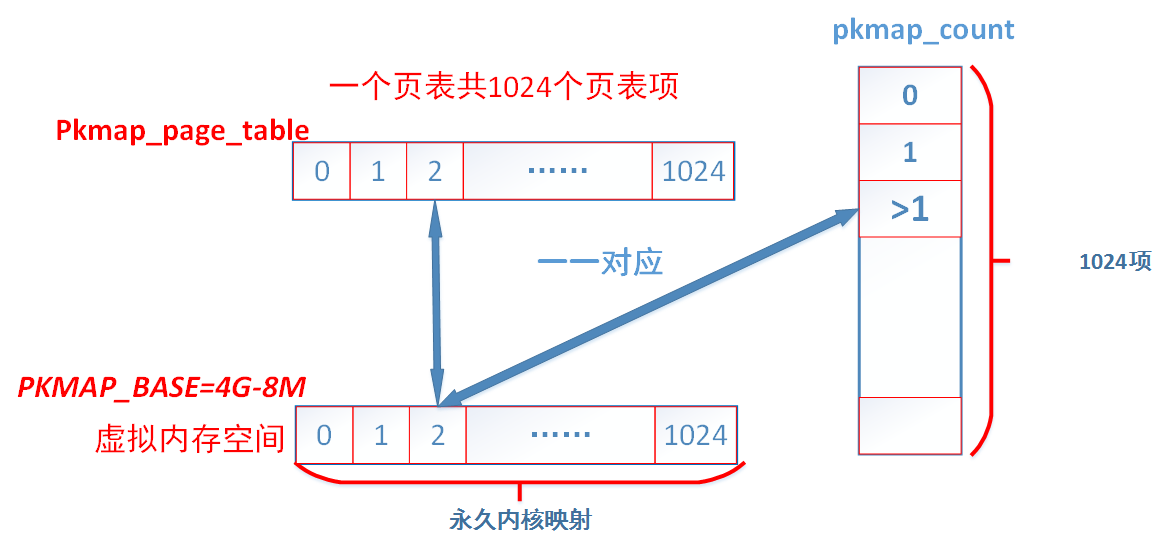 pkmap_count
一个页表共1024个页表项
Pkmap_page_table
0 1 2 …… 1024
0
1
>1
一一对应
1024项
PKMAP_BASE=4G-8M
虚拟内存空间
0 1 2 …… 1024
永久内核映射